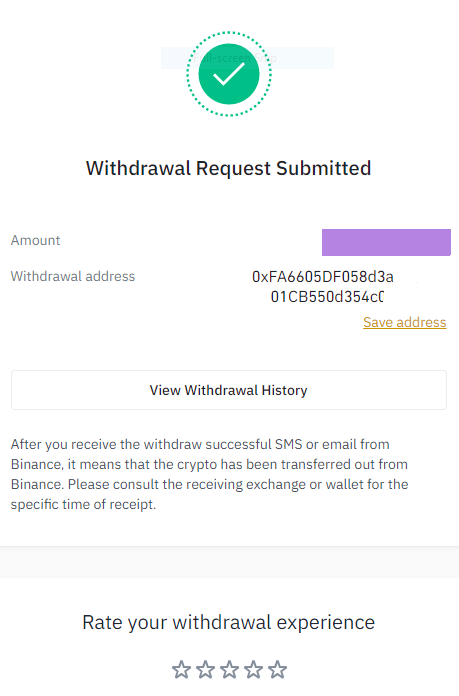 Withdrawal Request Submitted
Amount
Withdrawal address
0xFA6605DF058d3a
01CB550d354c0
Save address
View Withdrawal History
After you receive the withdraw successful SMS or email from
Binance, it means that the crypto has been transferred out from
Binance. Please consult the receiving exchange or wallet for the
specific time of receipt.
Rate your withdrawal experience